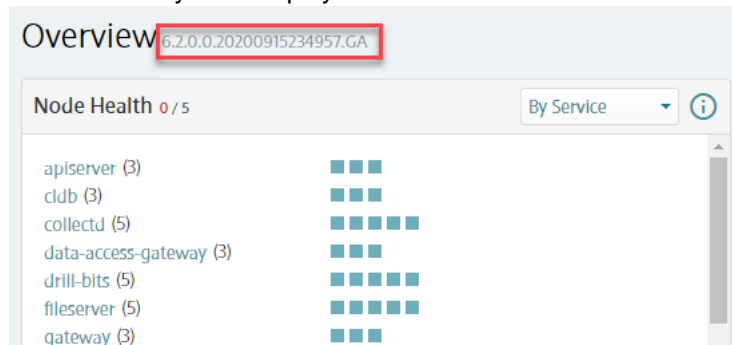 Overview 6.2.0.0.20200915234957.GA
Node Health 0 / 5 By Service
apiserver (3)
cldb (3)
collectd (5)
data-access-gateway (3)
drill-bits (5)
fileserver (5)
gateway (3)